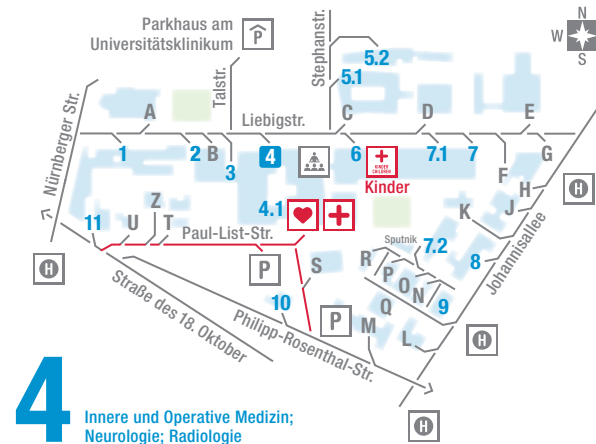 Parkhaus am
Universitätsklinikum
P
N
W
S
Stephanstr.
5.2
5.1
Talstr.
Nürnberger Str.
A
Liebigstr.
C
D
E
1
2
B
3
4
6
KINDER
CHILDREN
Kinder
7.1
7
F
G
H
H
J
K
Johannisallee
4.1
11
U
Z
T
Paul-List-Str.
H
P
S
Sputnik
7.2
R
P
O
N
Q
8
9
10
P
M
L
H
Straße des 18. Oktober
Philipp-Rosenthal-Str.
H
4
Innere und Operative Medizin;
Neurologie; Radiologie